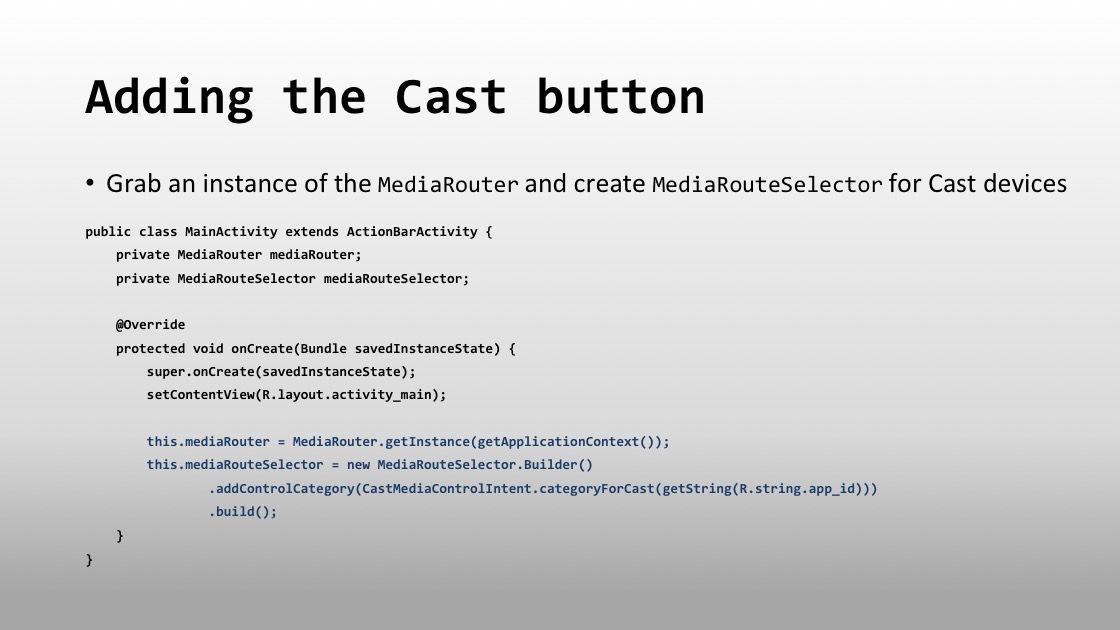 Adding the Cast button
• Grab an instance of the MediaRouter and create MediaRouteSelector for Cast devices
public class MainActivity extends ActionBarActivity {
    private MediaRouter mediaRouter;
    private MediaRouteSelector mediaRouteSelector;

    @Override
    protected void onCreate(Bundle savedInstanceState) {
        super.onCreate(savedInstanceState);
        setContentView(R.layout.activity_main);

        this.mediaRouter = MediaRouter.getInstance(getApplicationContext());
        this.mediaRouteSelector = new MediaRouteSelector.Builder()
                .addControlCategory(CastMediaControlIntent.categoryForCast(getString(R.string.app_id)))
                .build();
    }
}